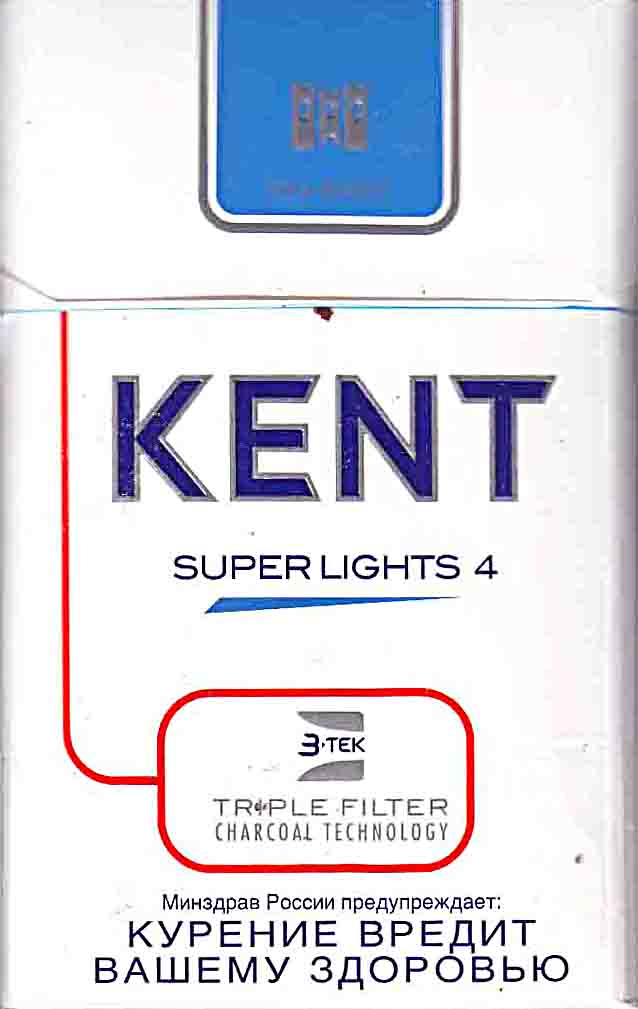 KENT
SUPER LIGHTS 4
3·TEK
TRIPLE FILTER
CHARCOAL TECHNOLOGY
Минздрав России предупреждает:
КУРЕНИЕ ВРЕДИТ
ВАШЕМУ ЗДОРОВЬЮ